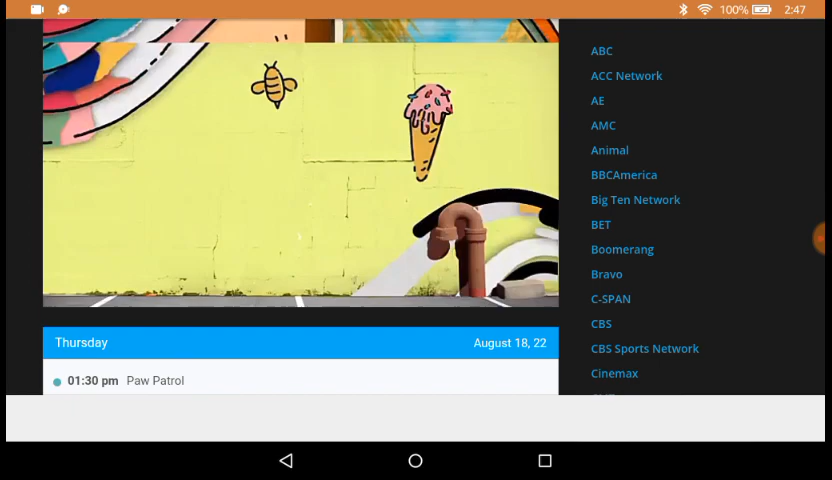 100% 2:47
ABC
ACC Network
AE
AMC
Animal
BBCAmerica
Big Ten Network
BET
Boomerang
Bravo
C-SPAN
CBS
CBS Sports Network
Cinemax
Thursday August 18, 22
01:30 pm Paw Patrol